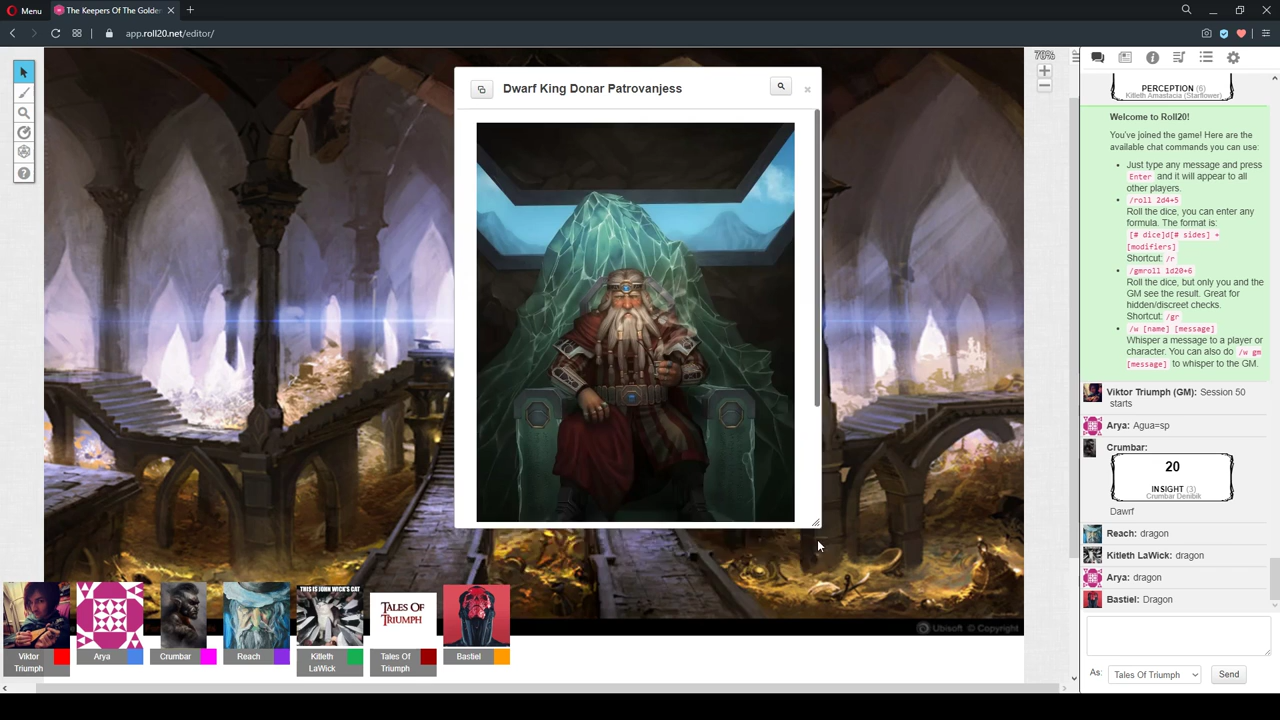 Menu
The Keepers Of The Golde
app.roll20.net/editor/
Dwarf King Donar Patrovanjess
70%
PERCEPTION (6)
Kitleth Amastacia (Starflower)
Welcome to Roll20!
You've joined the game! Here are the
available chat commands you can use:
Just type any message and press
Enter and it will appear to all
other players.
/roll 2d4+5
Roll the dice, you can enter any
formula. The format is:
[# dice]d[# sides] +
[modifiers]
Shortcut: /r
/gmroll 1d20+6
Roll the dice, but only you and the
GM see the result. Great for
hidden/discreet checks.
Shortcut: /gr
/w [name] [message]
Whisper a message to a player or
character. You can also do /w gm
[message] to whisper to the GM.
Viktor Triumph (GM): Session 50
starts
Arya: Agua=sp
Crumbar:
20
INSIGHT (3)
Crumbar Denibik
Dawrf
Reach: dragon
Kitleth LaWick: dragon
Arya: dragon
Bastiel: Dragon
As: Tales Of Triumph
Send
THIS IS JOHN WICK'S CAT
TALES OF
TRIUMPH
Viktor
Triumph
Arya
Crumbar
Reach
Kitleth
LaWick
Tales Of
Triumph
Bastiel
Ubisoft © Copyright